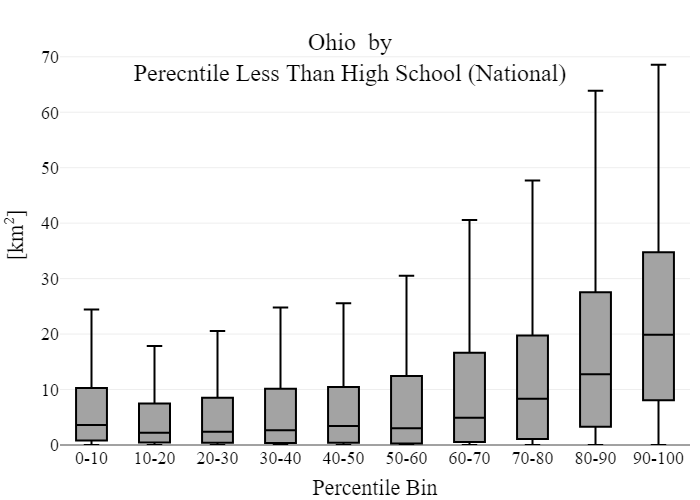 Ohio  by
Perecntile Less Than High School (National)
70
60
50
40
30
20
10
0
[km²]
0-10 10-20 20-30 30-40 40-50 50-60 60-70 70-80 80-90 90-100
Percentile Bin